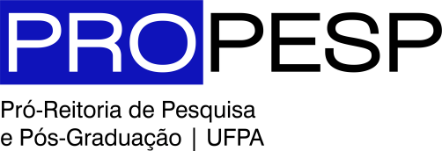 PROPESP
Pró-Reitoria de Pesquisa
e Pós-Graduação | UFPA